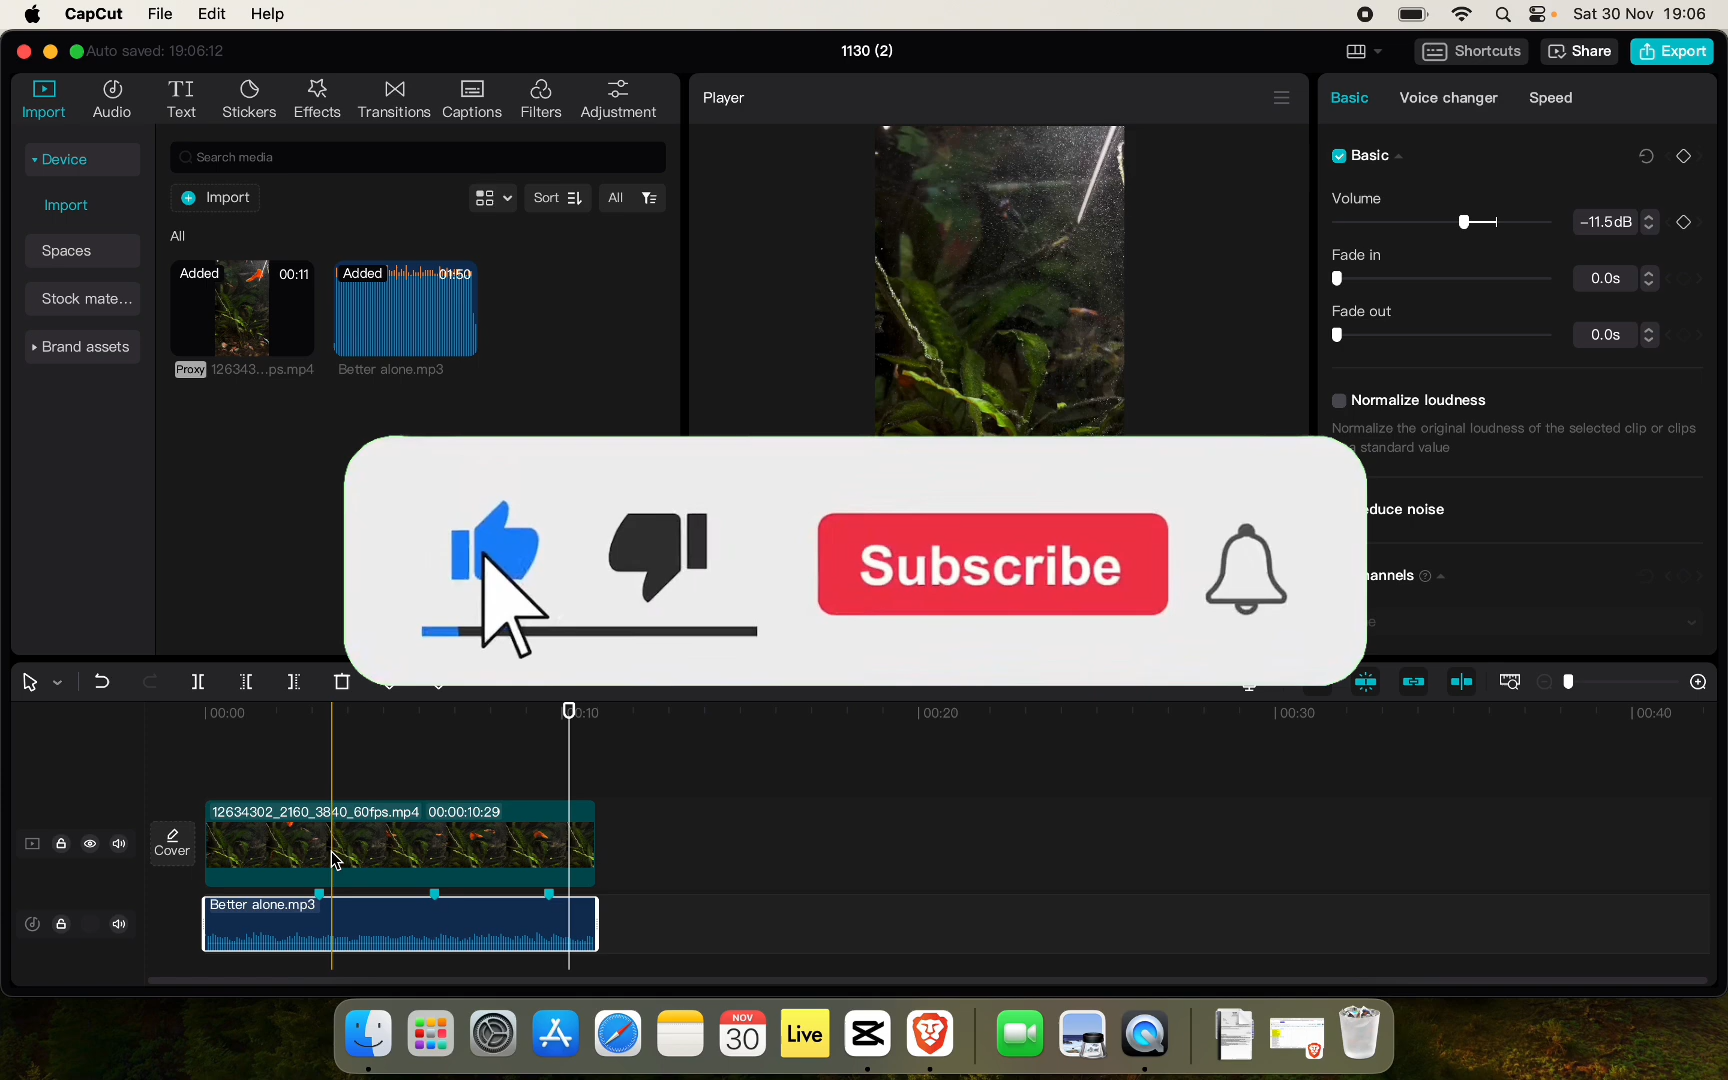 CapCut File Edit Help
Sat 30 Nov 19:06
Auto saved: 19:06:12
1130 (2)
Shortcuts
Share
Export
Import
Audio
TI
Text
Stickers
Effects
Transitions
Captions
Filters
Adjustment
Player
Basic Voice changer Speed
Device
Import
Spaces
Stock mate...
Brand assets
Search media
Import
Sort
All
All
Added 00:11
Added 01:50
Proxy 126343...ps.mp4
Better alone.mp3
Basic
Volume
-11.5dB
Fade in
0.0s
Fade out
0.0s
Normalize loudness
Normalize the original loudness of the selected clip or clips
standard value
educe noise
annels
e
Subscribe
00:00
0:10
00:20
00:30
00:40
12634302_2160_3840_60fps.mp4 00:00:10:29
Cover
Better alone.mp3
NOV
30
Live